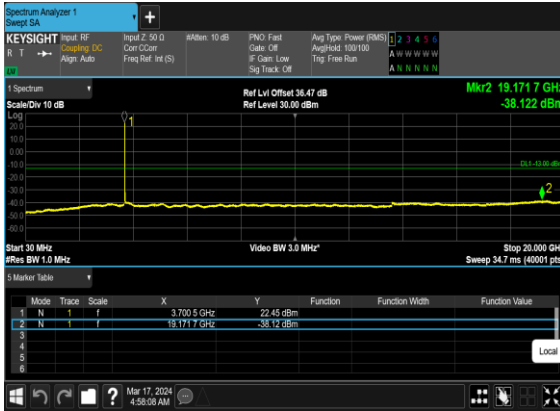 Spectrum Analyzer 1
Swept SA
+
KEYSIGHT Input: RF Input Z: 50 Ω #Atten: 10 dB PNO: Fast Avg Type: Power (RMS) 1 2 3 4 5 6
R T Coupling: DC Corr CCorr Gate: Off Avg|Hold: 100/100 A W W W W W
Align: Auto Freq Ref: Int (S) IF Gain: Low Trig: Free Run
Sig Track: Off A N N N N N
1 Spectrum
Ref Lvl Offset 36.47 dB Mkr2 19.171 7 GHz
Scale/Div 10 dB Ref Level 30.00 dBm -38.122 dBm
Log
20.0
10.0
0.00
-10.0
-20.0
-30.0
-40.0
-50.0
-60.0
1
DL1 -13.00 dBm
2
Start 30 MHz Video BW 3.0 MHz* Stop 20.000 GHz
#Res BW 1.0 MHz Sweep 34.7 ms (40001 pts)
5 Marker Table
Mode Trace Scale X Y Function Function Width Function Value
1 N 1 f 3.700 5 GHz 22.45 dBm
2 N 1 f 19.171 7 GHz -38.12 dBm
3
4
5
6
Local
?
Mar 17, 2024
4:58:08 AM